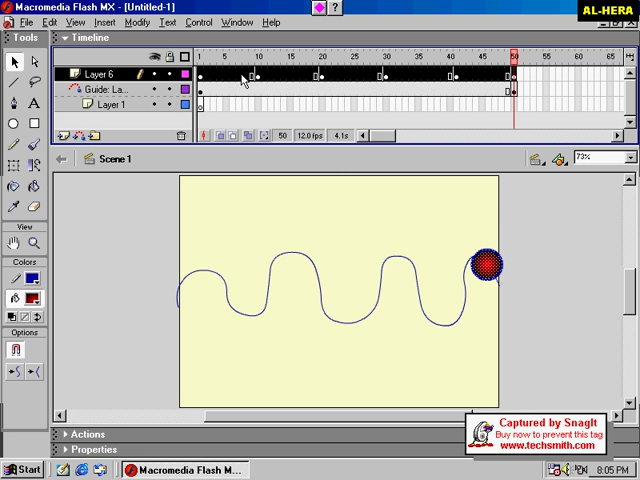 Macromedia Flash MX - [Untitled-1]
AL-HERA
File Edit View Insert Modify Text Control Window Help
Tools
Timeline
1 5 10 15 20 25 30 35 40 45 50 55 60 65
Layer 6
Guide: La...
Layer 1
50 12.0 fps 4.1s
Scene 1
73%
A
View
Colors
Options
Actions
Properties
Captured by SnagIt
Buy now to prevent this tag
www.techsmith.com
Start
Macromedia Flash M...
8:05 PM